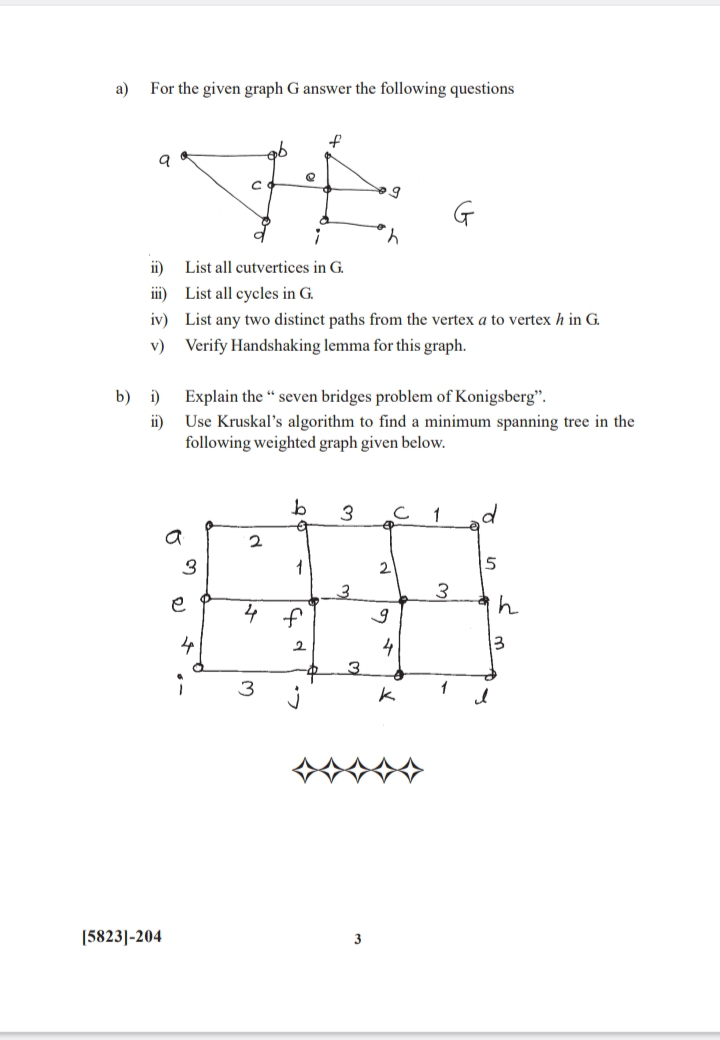 a) For the given graph G answer the following questions
a
b
f
c
e
g
G
d
i
h
ii) List all cutvertices in G.
iii) List all cycles in G.
iv) List any two distinct paths from the vertex a to vertex h in G.
v) Verify Handshaking lemma for this graph.
b) i) Explain the “ seven bridges problem of Konigsberg”.
ii) Use Kruskal’s algorithm to find a minimum spanning tree in the
following weighted graph given below.
b 3 c 1 d
a 2
3 1 2 5
e 4 f 3 g 3 h
4 2 4 3
i 3 j 3 k 1 l
[5823]-204
3